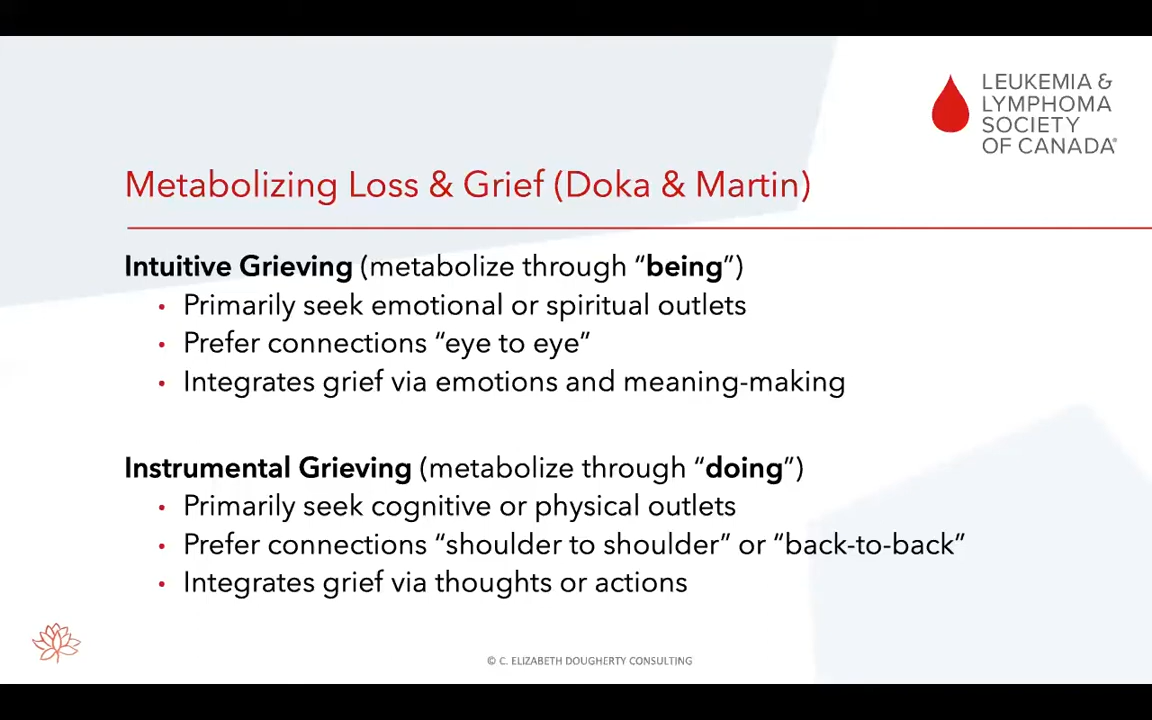 LEUKEMIA &
LYMPHOMA
SOCIETY
OF CANADA®
Metabolizing Loss & Grief (Doka & Martin)
Intuitive Grieving (metabolize through “being”)
• Primarily seek emotional or spiritual outlets
• Prefer connections “eye to eye”
• Integrates grief via emotions and meaning-making
Instrumental Grieving (metabolize through “doing”)
• Primarily seek cognitive or physical outlets
• Prefer connections “shoulder to shoulder” or “back-to-back”
• Integrates grief via thoughts or actions
© C. ELIZABETH DOUGHERTY CONSULTING